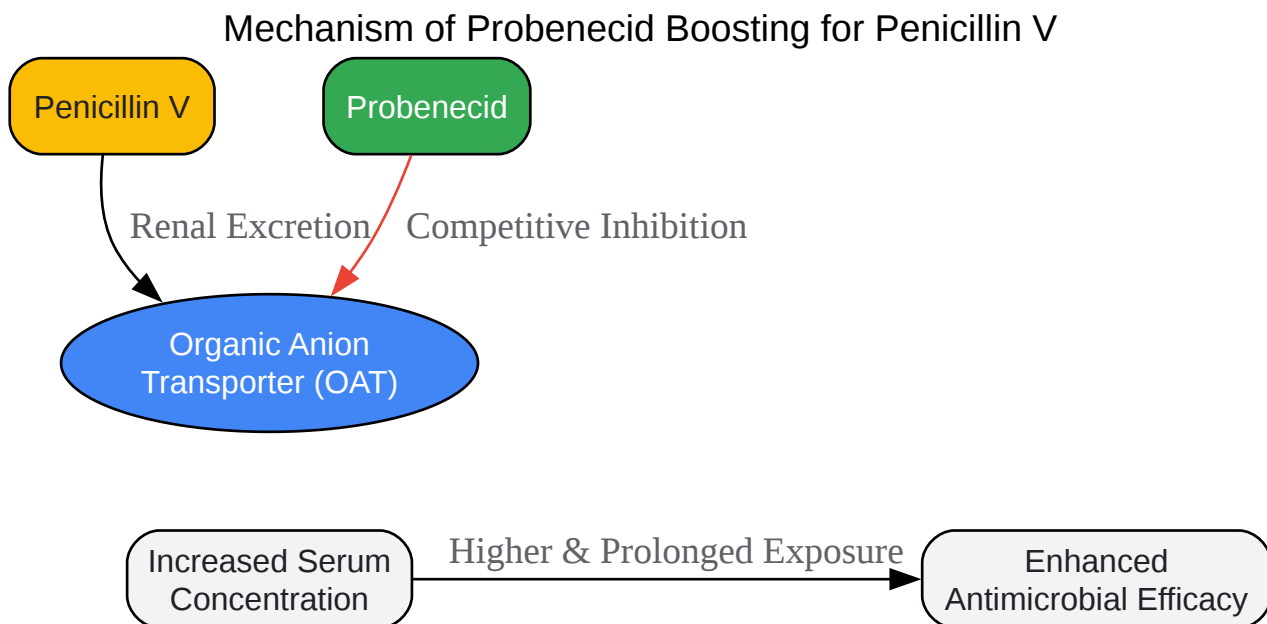 Mechanism of Probenecid Boosting for Penicillin V
Penicillin V
Probenecid
Renal Excretion
Competitive Inhibition
Organic Anion
Transporter (OAT)
Increased Serum
Concentration
Higher & Prolonged Exposure
Enhanced
Antimicrobial Efficacy